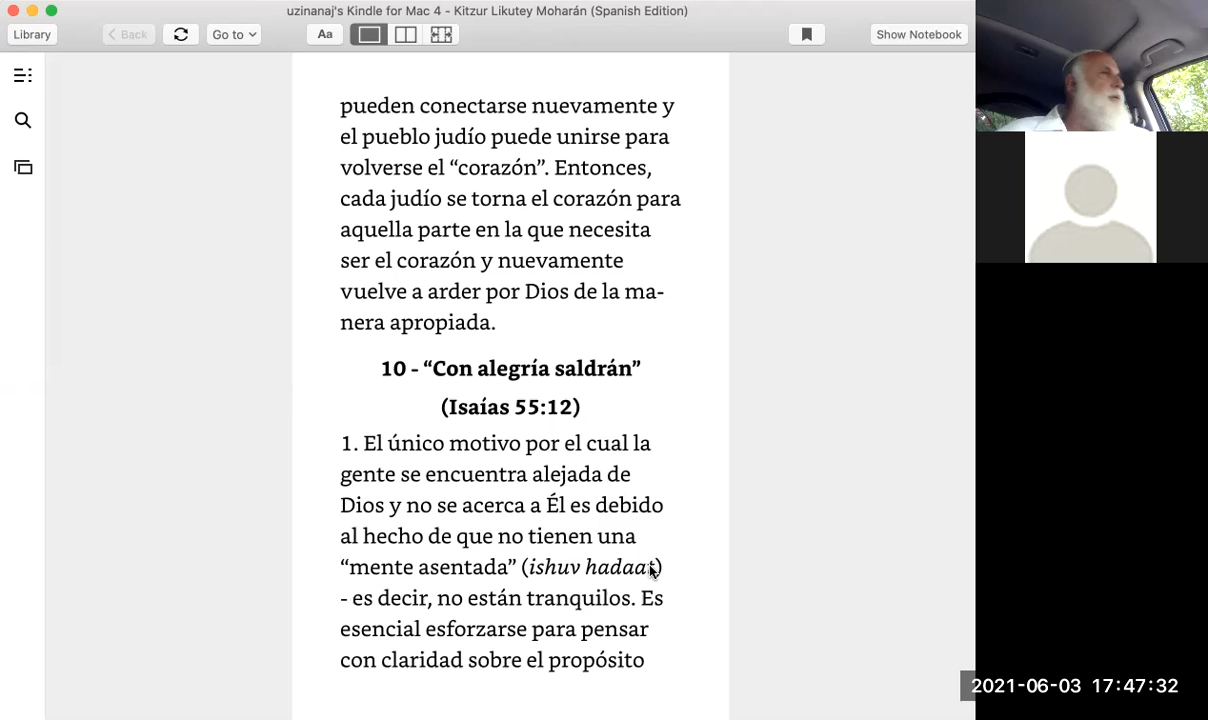 uzinanaj's Kindle for Mac 4 - Kitzur Likutey Moharán (Spanish Edition)
Library
Back
Go to
Aa
Show Notebook
pueden conectarse nuevamente y
el pueblo judío puede unirse para
volverse el “corazón”. Entonces,
cada judío se torna el corazón para
aquella parte en la que necesita
ser el corazón y nuevamente
vuelve a arder por Dios de la ma-
nera apropiada.
10 - “Con alegría saldrán”
(Isaías 55:12)
1. El único motivo por el cual la
gente se encuentra alejada de
Dios y no se acerca a Él es debido
al hecho de que no tienen una
“mente asentada” (ishuv hadaat)
- es decir, no están tranquilos. Es
esencial esforzarse para pensar
con claridad sobre el propósito
2021-06-03 17:47:32